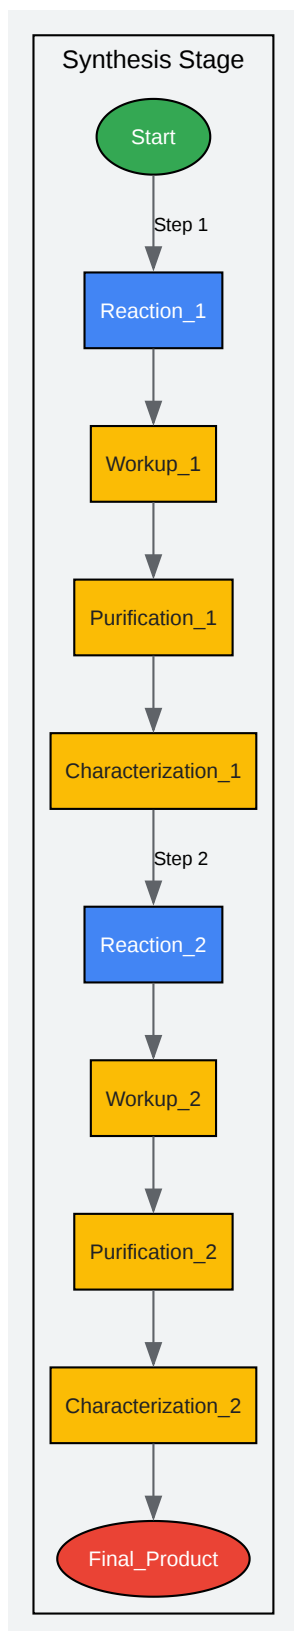 Synthesis Stage
Start
Step 1
Reaction_1
Workup_1
Purification_1
Characterization_1
Step 2
Reaction_2
Workup_2
Purification_2
Characterization_2
Final_Product